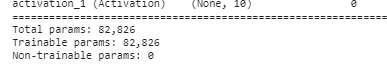 activation_1 (Activation) (None, 10) 0
=================================================================
Total params: 82,826
Trainable params: 82,826
Non-trainable params: 0